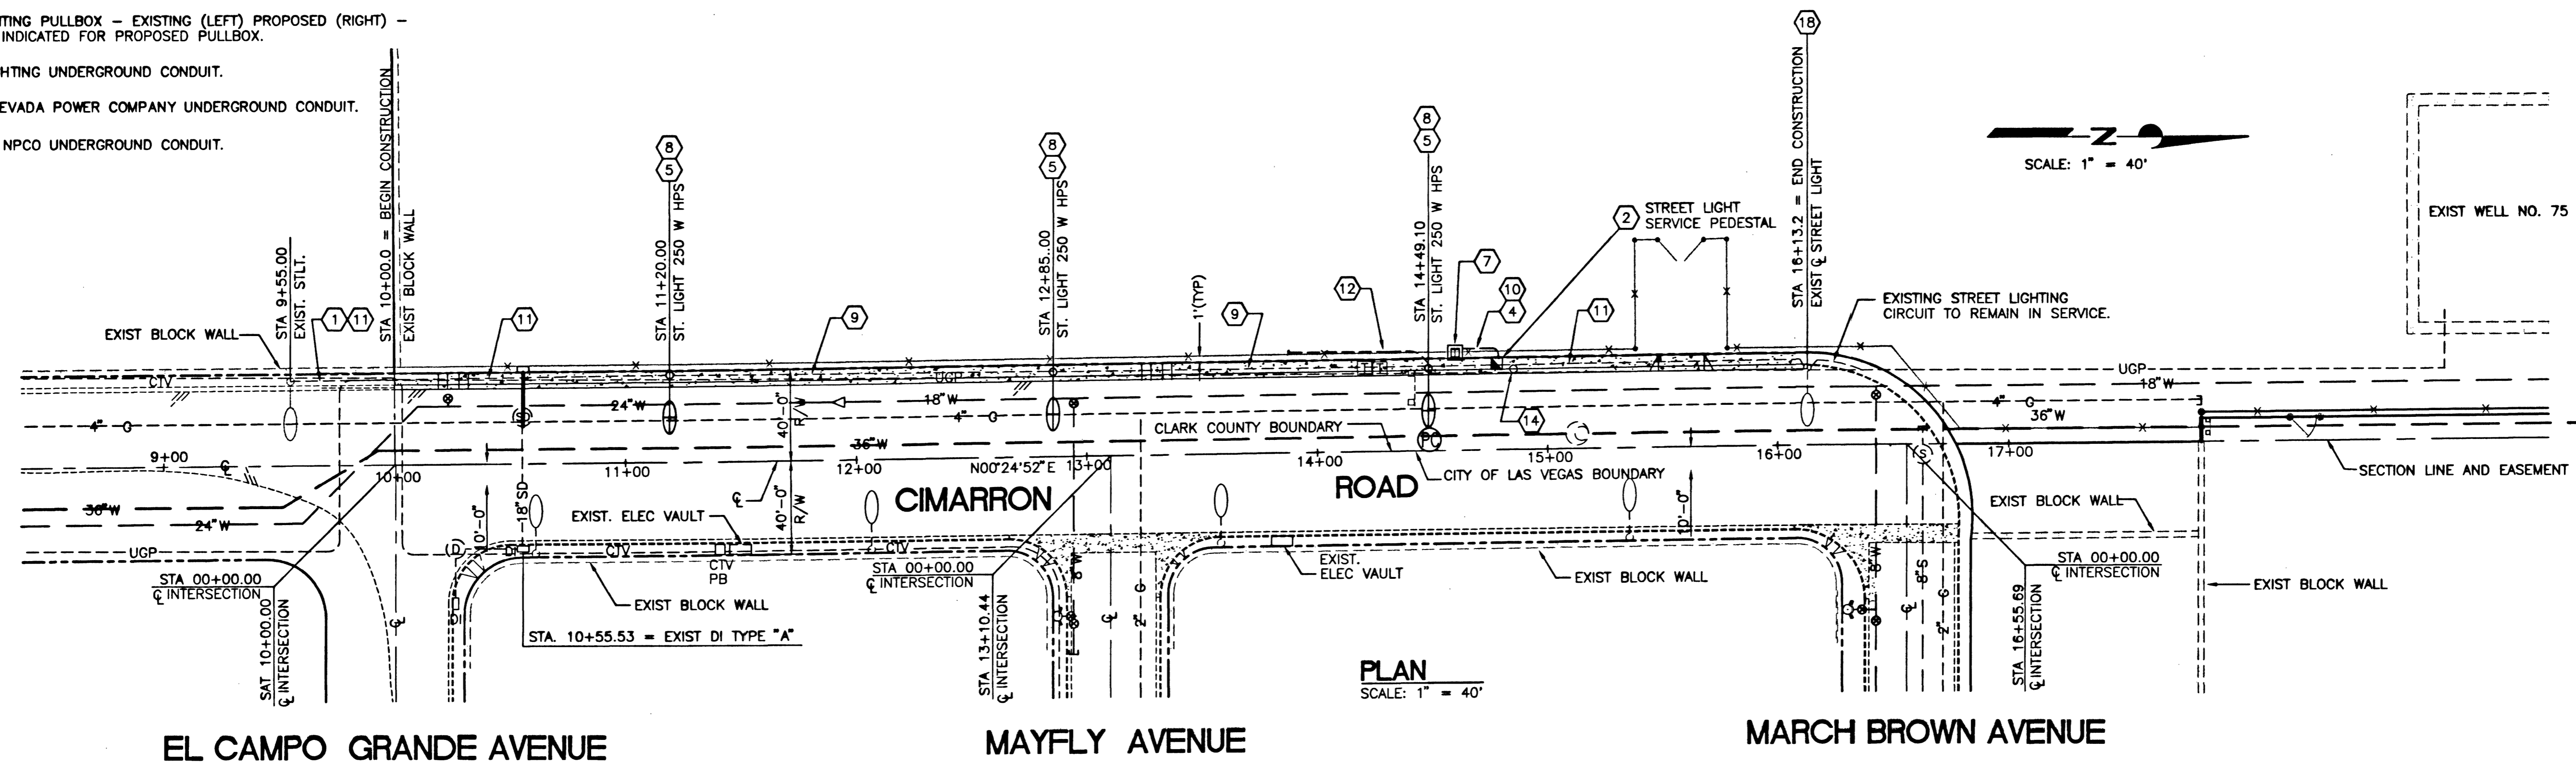 HTING PULLBOX – EXISTING (LEFT) PROPOSED (RIGHT) –
INDICATED FOR PROPOSED PULLBOX.
HTING UNDERGROUND CONDUIT.
EVADA POWER COMPANY UNDERGROUND CONDUIT.
NPCO UNDERGROUND CONDUIT.
EXIST BLOCK WALL
STA 9+55.00
EXIST. STLT.
1
11
STA 10+00.0 = BEGIN CONSTRUCTION
EXIST BLOCK WALL
11
8
5
STA 11+20.00
ST. LIGHT 250 W HPS
9
8
5
STA 12+85.00
ST. LIGHT 250 W HPS
1'(TYP)
9
12
8
5
STA 14+49.10
ST. LIGHT 250 W HPS
7
10
4
2
STREET LIGHT
SERVICE PEDESTAL
11
14
18
STA 16+13.2 = END CONSTRUCTION
EXIST ℄ STREET LIGHT
EXISTING STREET LIGHTING
CIRCUIT TO REMAIN IN SERVICE.
N
SCALE: 1" = 40'
EXIST WELL NO. 75
CTV
UGP
UGP
18"W
24"W
18"W
4" G
4" G
4" G
36"W
36"W
40'-0"
R/W
CLARK COUNTY BOUNDARY
9+00
℄
10+00
11+00
12+00
N00°24'52"E
13+00
14+00
15+00
16+00
17+00
CITY OF LAS VEGAS BOUNDARY
SECTION LINE AND EASEMENT
CIMARRON
ROAD
36"W
24"W
UGP
10'-0"
18"SD
℄
40'-0"
R/W
EXIST. ELEC VAULT
(D)
DI
DI
CTV
CTV
CTV
PB
EXIST BLOCK WALL
STA. 10+55.53 = EXIST DI TYPE "A"
STA 00+00.00
℄ INTERSECTION
SAT 10+00.00
℄ INTERSECTION
℄
STA 00+00.00
℄ INTERSECTION
STA 13+10.44
℄ INTERSECTION
8"W
℄
2" G
EXIST.
ELEC VAULT
EXIST BLOCK WALL
(S)
8"W
8"S
℄
2" G
EXIST BLOCK WALL
STA 00+00.00
℄ INTERSECTION
STA 16+55.69
℄ INTERSECTION
EXIST BLOCK WALL
PLAN
SCALE: 1" = 40'
EL CAMPO GRANDE AVENUE
MAYFLY AVENUE
MARCH BROWN AVENUE